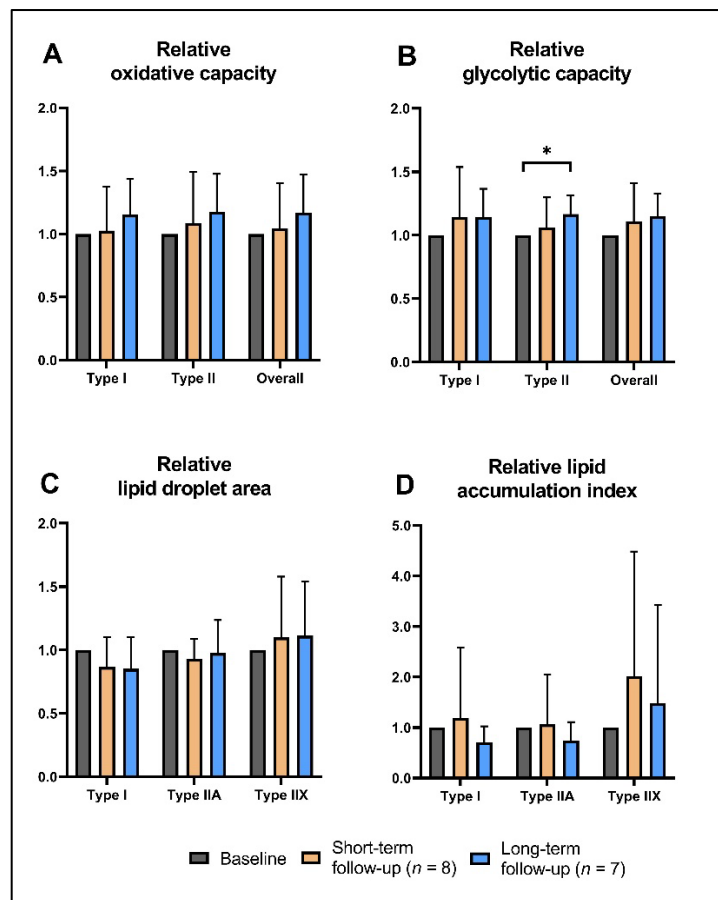 A
Relative
oxidative capacity
2.0
1.5
1.0
0.5
0.0
Type I Type II Overall
B
Relative
glycolytic capacity
2.0
1.5
1.0
0.5
0.0
*
Type I Type II Overall
C
Relative
lipid droplet area
2.0
1.5
1.0
0.5
0.0
Type I Type IIA Type IIX
D
Relative lipid
accumulation index
5.0
4.0
3.0
2.0
1.0
0.0
Type I Type IIA Type IIX
Baseline
Short-term
follow-up (n = 8)
Long-term
follow-up (n = 7)